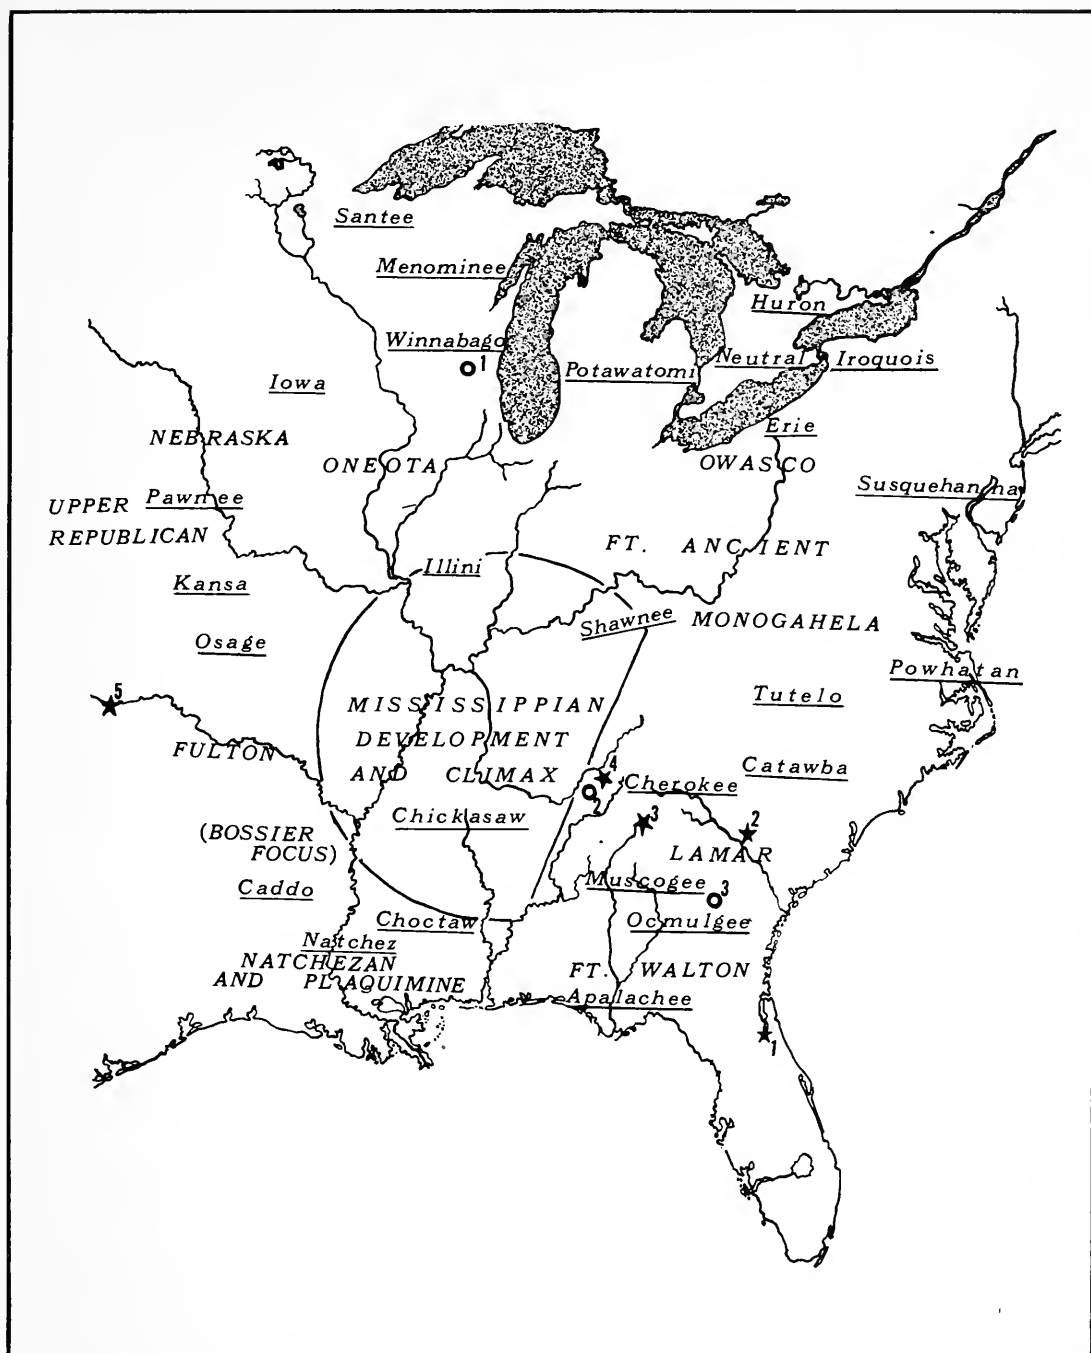 Santee
Menominee
Huron
Winnabago
1
Potawatomi
Neutral
Iroquois
Iowa
Erie
NEBRASKA
ONEOTA
OWASCO
Susquehanna
UPPER
REPUBLICAN
Pawnee
FT. ANCIENT
Illini
Kansa
Shawnee
MONOGAHELA
Osage
Powhatan
5
Tutelo
MISSISSIPPIAN
DEVELOPMENT
AND CLIMAX
FULTON
Catawba
4
Cherokee
2
Chickasaw
3
2
(BOSSIER
FOCUS)
LAMAR
Caddo
Muscogee
3
Choctaw
Ocmulgee
Natchez
NATCHEZAN
AND PLAQUIMINE
FT. WALTON
Apalachee
1